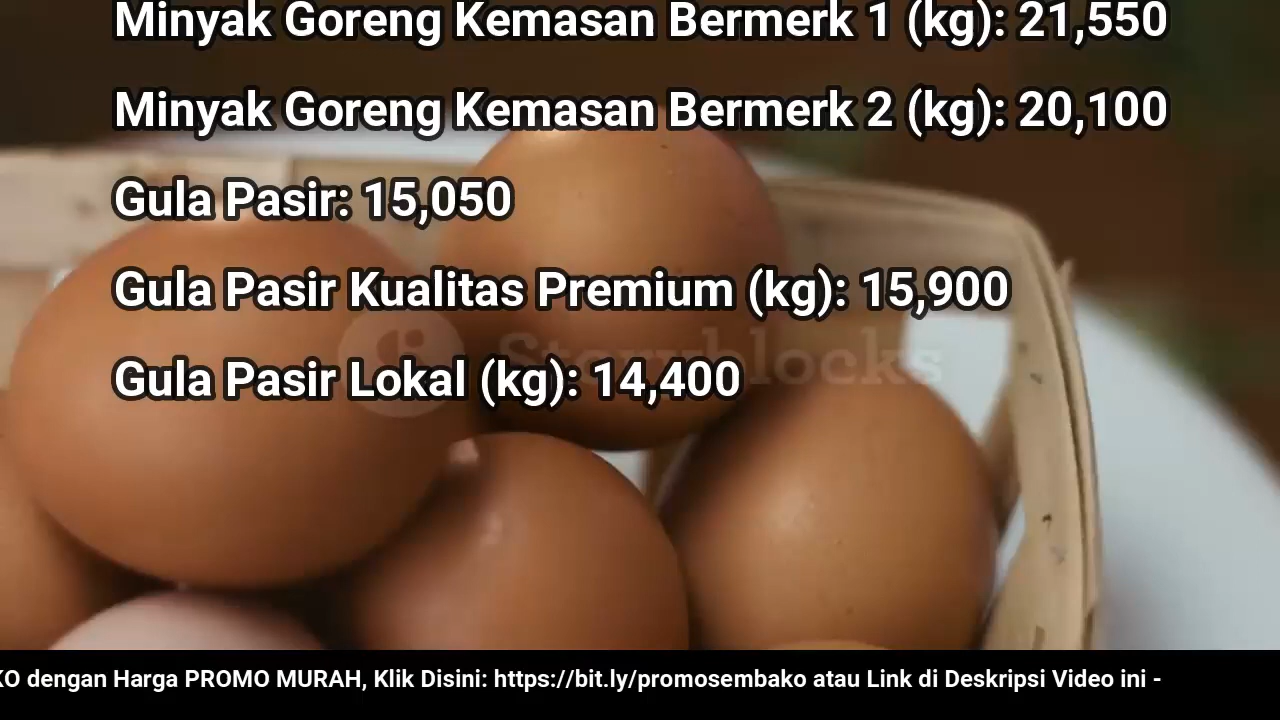 Minyak Goreng Kemasan Bermerk 1 (kg): 21,550
Minyak Goreng Kemasan Bermerk 2 (kg): 20,100
Gula Pasir: 15,050
Gula Pasir Kualitas Premium (kg): 15,900
Storyblocks
Gula Pasir Lokal (kg): 14,400
KO dengan Harga PROMO MURAH, Klik Disini: https://bit.ly/promosembako atau Link di Deskripsi Video ini -